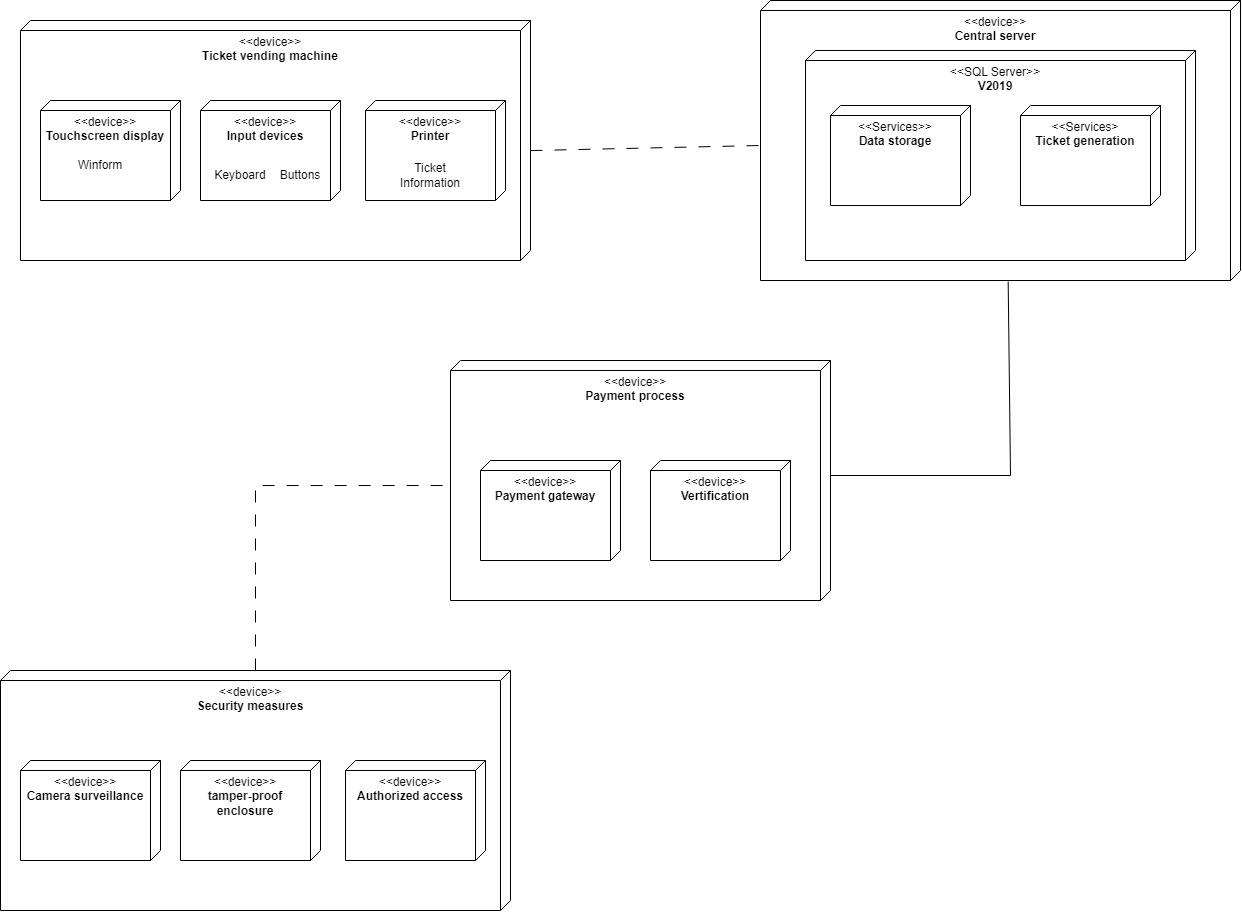 <<device>>
Ticket vending machine
<<device>>
Touchscreen display
Winform
<<device>>
Input devices
Keyboard
Buttons
<<device>>
Printer
Ticket
Information
<<device>>
Central server
<<SQL Server>>
V2019
<<Services>>
Data storage
<<Services>
Ticket generation
<<device>>
Payment process
<<device>>
Payment gateway
<<device>>
Vertification
<<device>>
Security measures
<<device>>
Camera surveillance
<<device>>
tamper-proof
enclosure
<<device>>
Authorized access